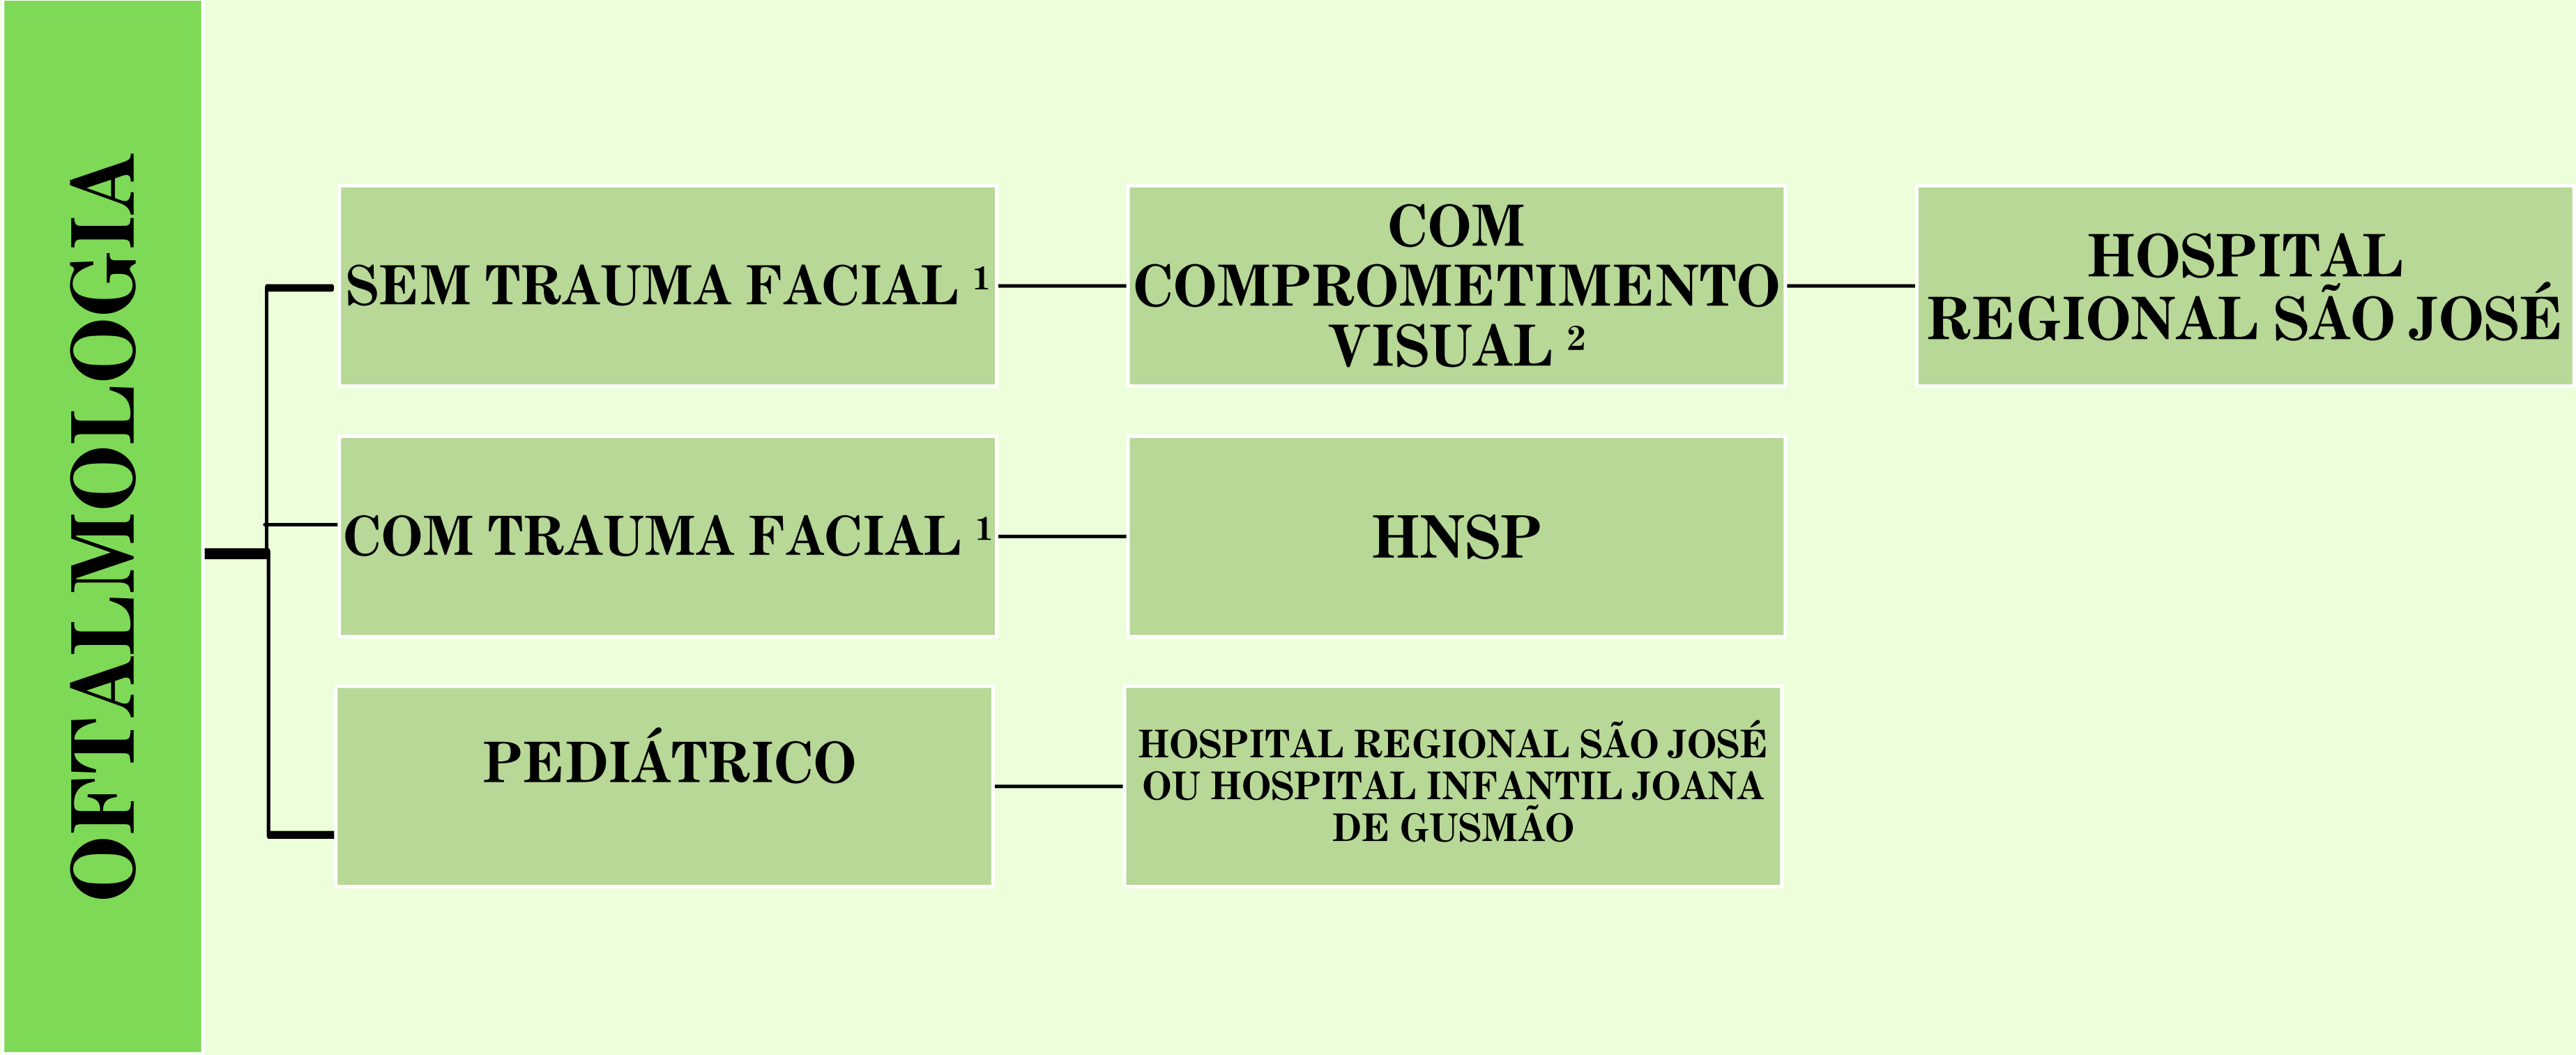 OFTALMOLOGIA
SEM TRAUMA FACIAL ¹
COM
COMPROMETIMENTO
VISUAL ²
HOSPITAL
REGIONAL SÃO JOSÉ
COM TRAUMA FACIAL ¹
HNSP
PEDIÁTRICO
HOSPITAL REGIONAL SÃO JOSÉ
OU HOSPITAL INFANTIL JOANA
DE GUSMÃO